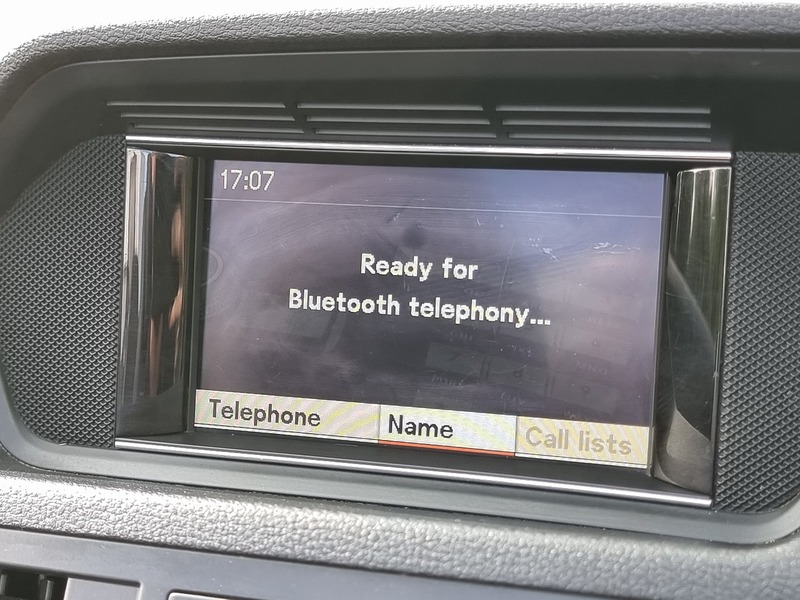 17:07
Ready for
Bluetooth telephony...
Telephone Name Call lists